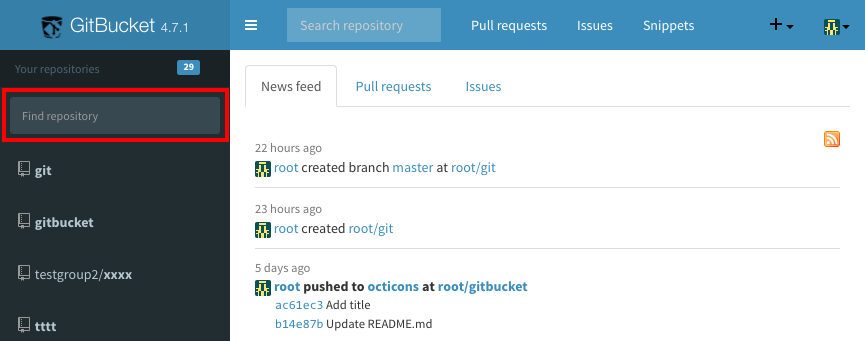 GitBucket 4.7.1
Search repository
Pull requests
Issues
Snippets
Your repositories
29
Find repository
git
gitbucket
testgroup2/xxxx
tttt
News feed
Pull requests
Issues
22 hours ago
root created branch master at root/git
23 hours ago
root created root/git
5 days ago
root pushed to octicons at root/gitbucket
ac61ec3 Add title
b14e87b Update README.md